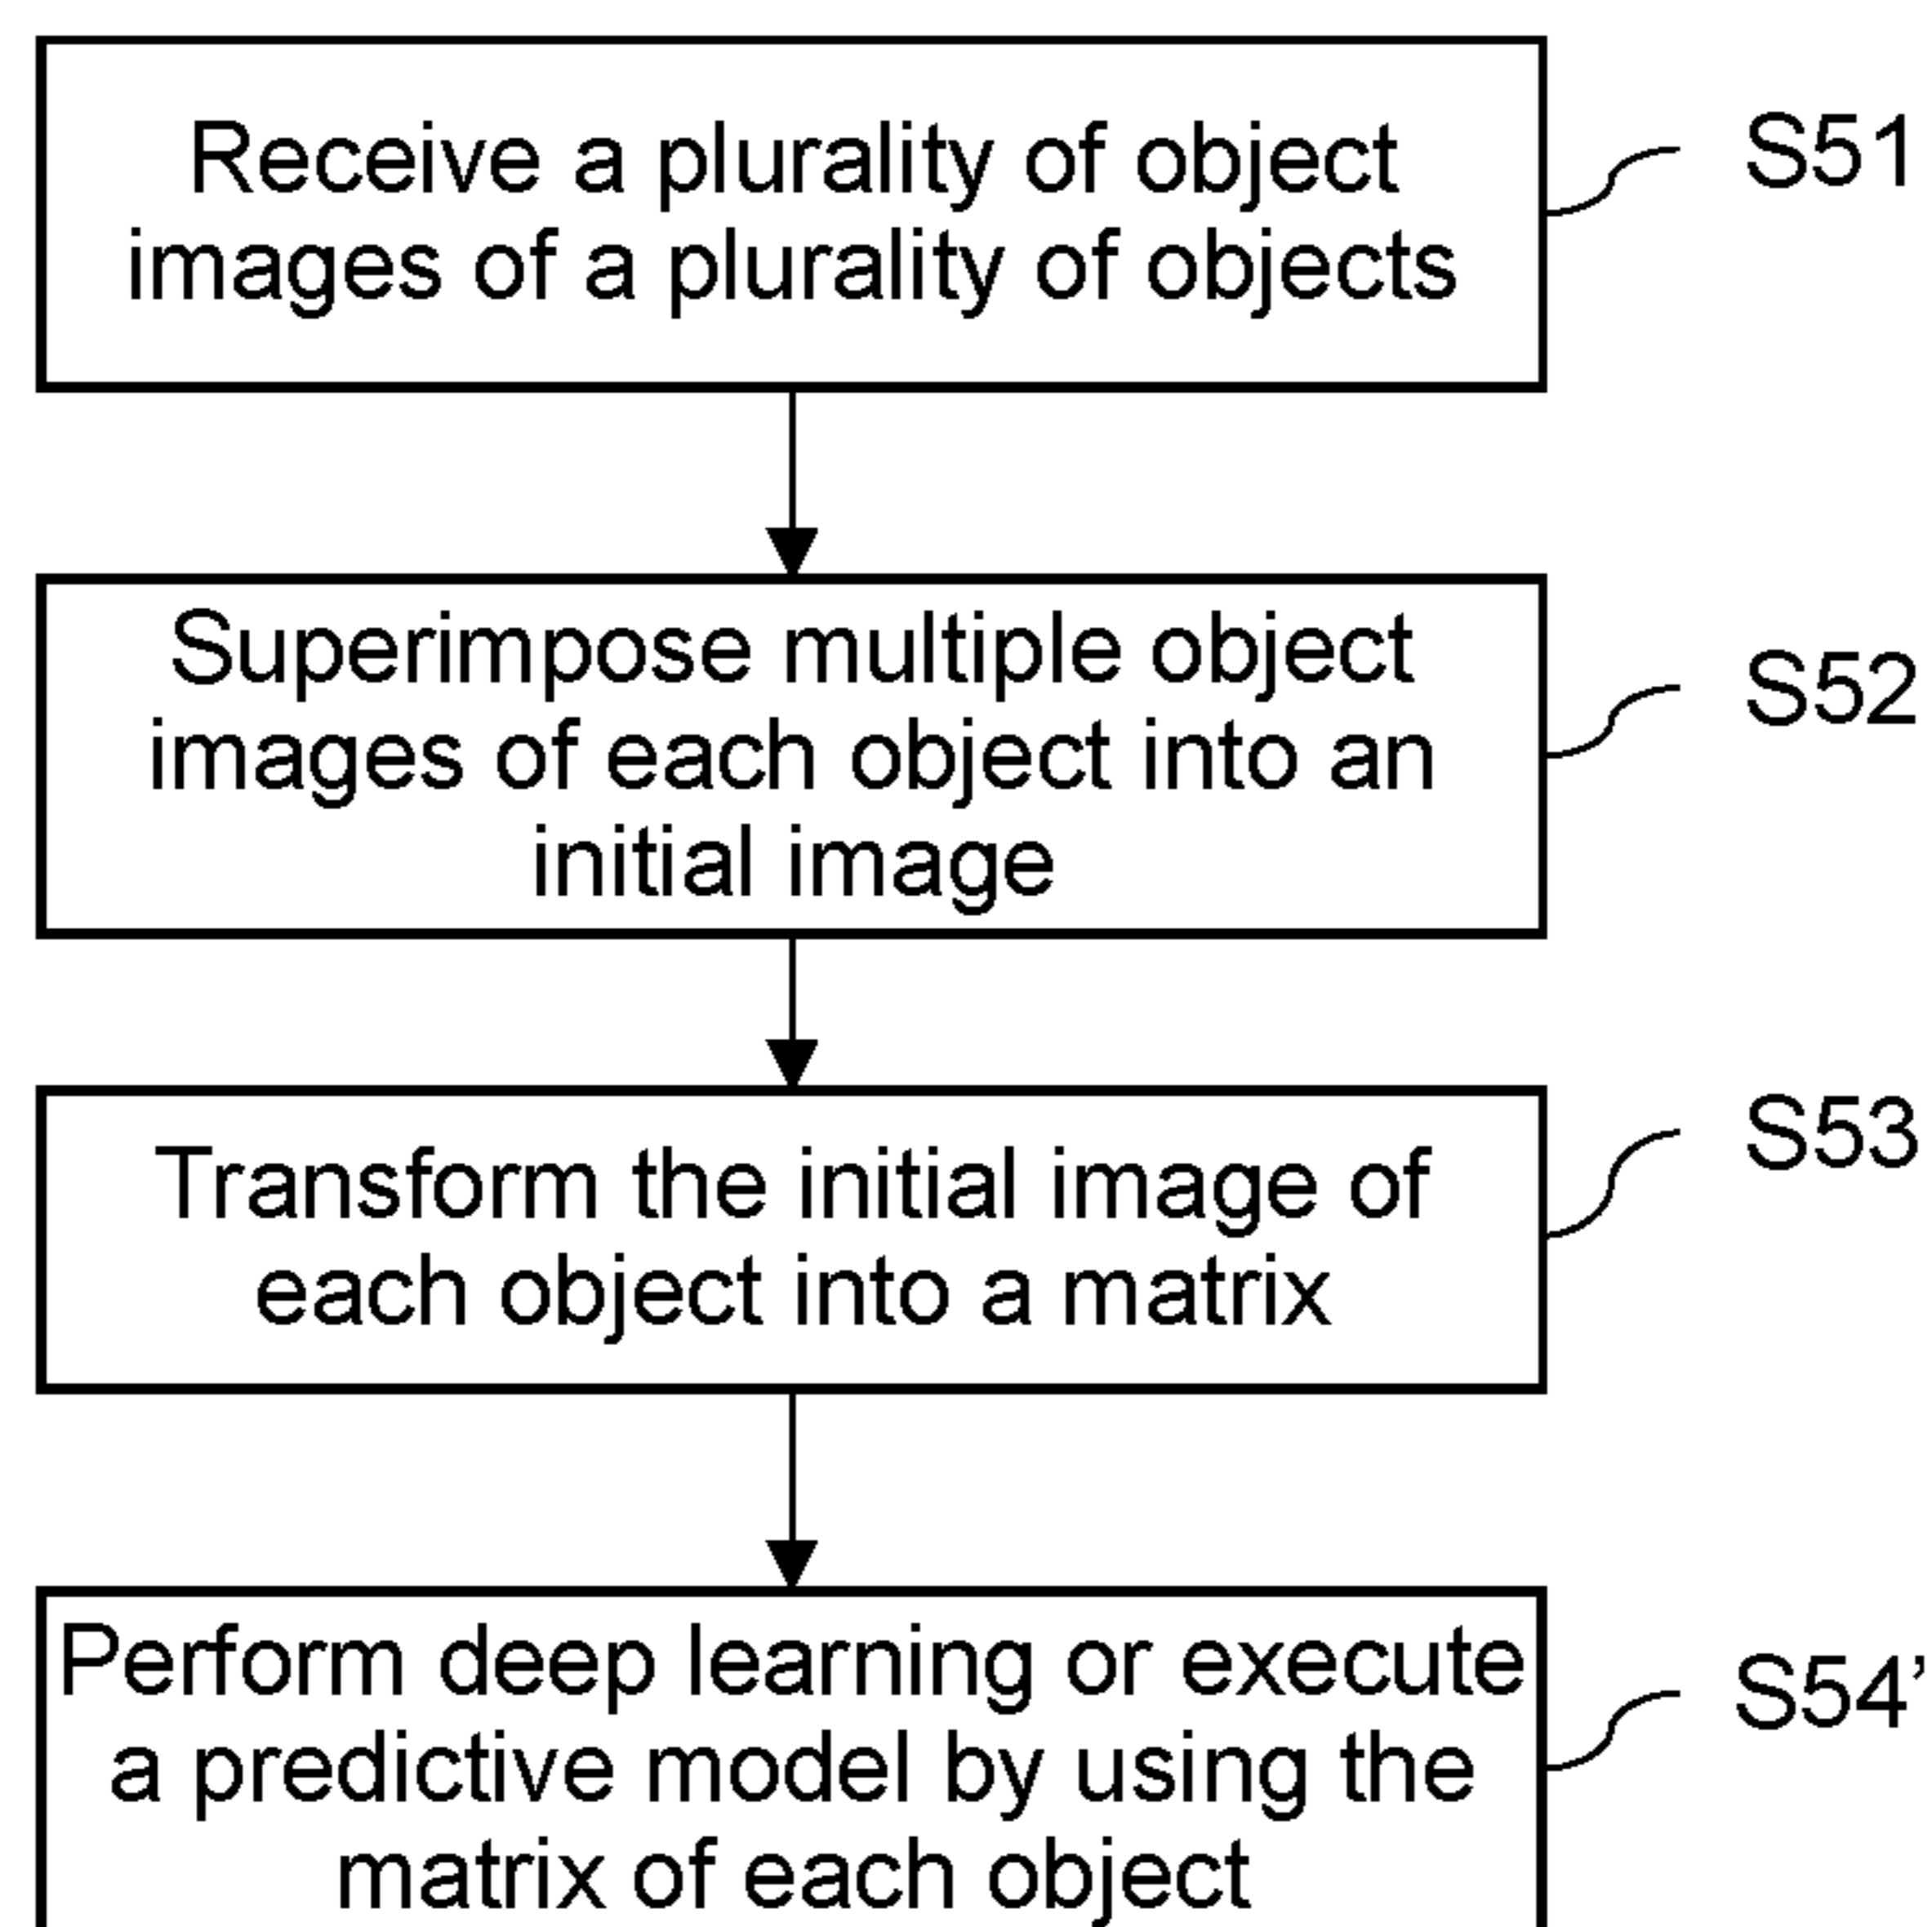 Receive a plurality of object
images of a plurality of objects
S51
Superimpose multiple object
images of each object into an
initial image
S52
Transform the initial image of
each object into a matrix
S53
Perform deep learning or execute
a predictive model by using the
matrix of each object
S54’